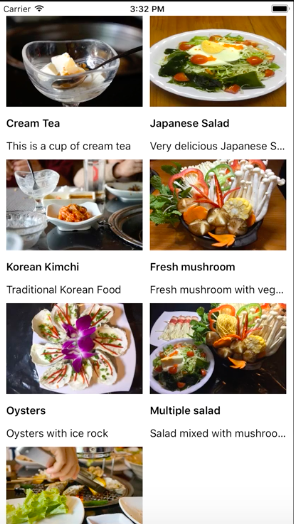 Carrier 3:32 PM
Cream Tea
This is a cup of cream tea
Japanese Salad
Very delicious Japanese S...
Korean Kimchi
Traditional Korean Food
Fresh mushroom
Fresh mushroom with veg...
Oysters
Oysters with ice rock
Multiple salad
Salad mixed with mushroo...